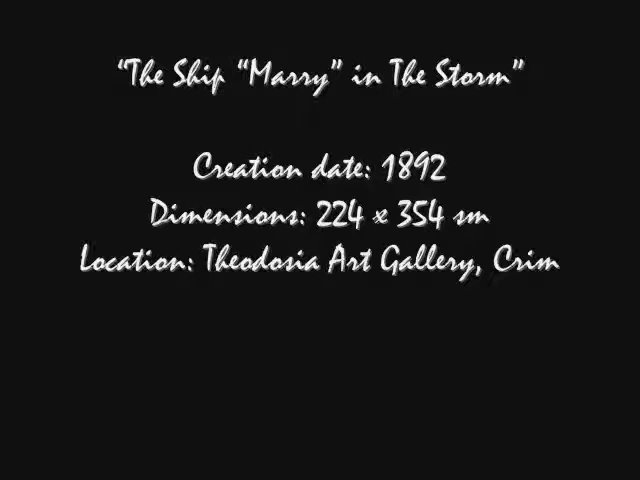 “The Ship “Marry” in The Storm”
Creation date: 1892
Dimensions: 224 x 354 sm
Location: Theodosia Art Gallery, Crim